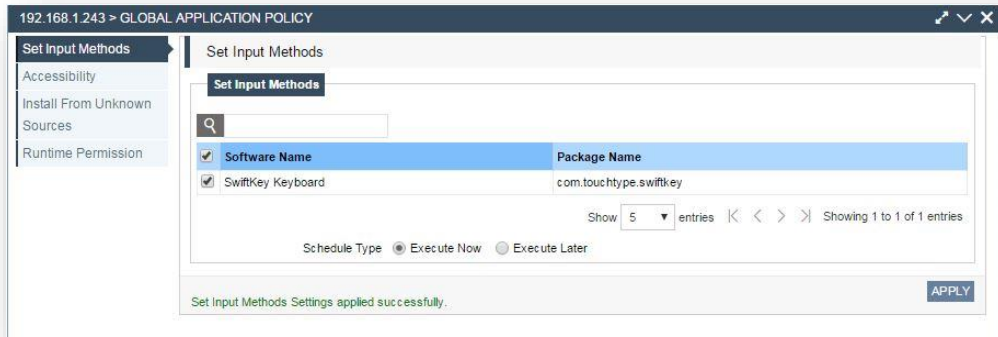 192.168.1.243 > GLOBAL APPLICATION POLICY
Set Input Methods
Accessibility
Install From Unknown
Sources
Runtime Permission
Set Input Methods
Set Input Methods
Software Name Package Name
SwiftKey Keyboard com.touchtype.swiftkey
Show 5 entries Showing 1 to 1 of 1 entries
Schedule Type Execute Now Execute Later
Set Input Methods Settings applied successfully.
APPLY